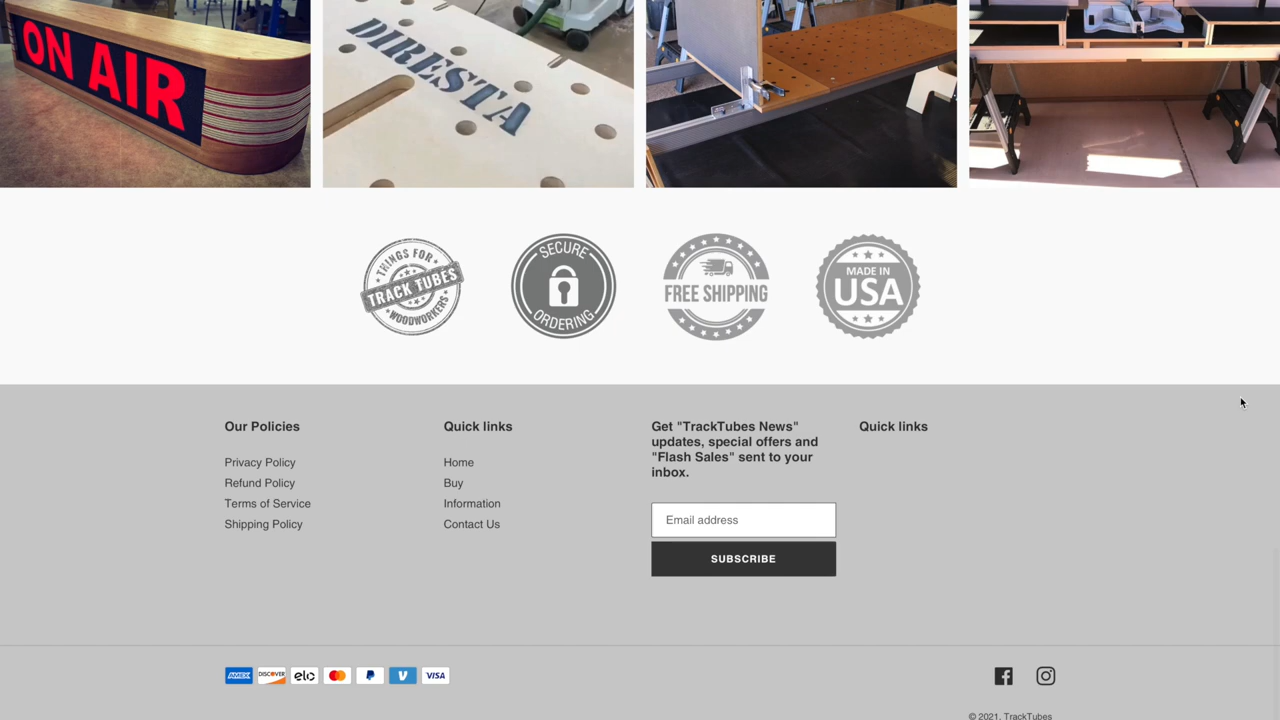 ON AIR
DIRESTA
THINGS FOR
TRACK TUBES
WOODWORKERS
SECURE
ORDERING
FREE SHIPPING
MADE IN
USA
Our Policies
Privacy Policy
Refund Policy
Terms of Service
Shipping Policy
Quick links
Home
Buy
Information
Contact Us
Get "TrackTubes News"
updates, special offers and
"Flash Sales" sent to your
inbox.
Email address
SUBSCRIBE
Quick links
AMEX DISCOVER elo V VISA
© 2021, TrackTubes